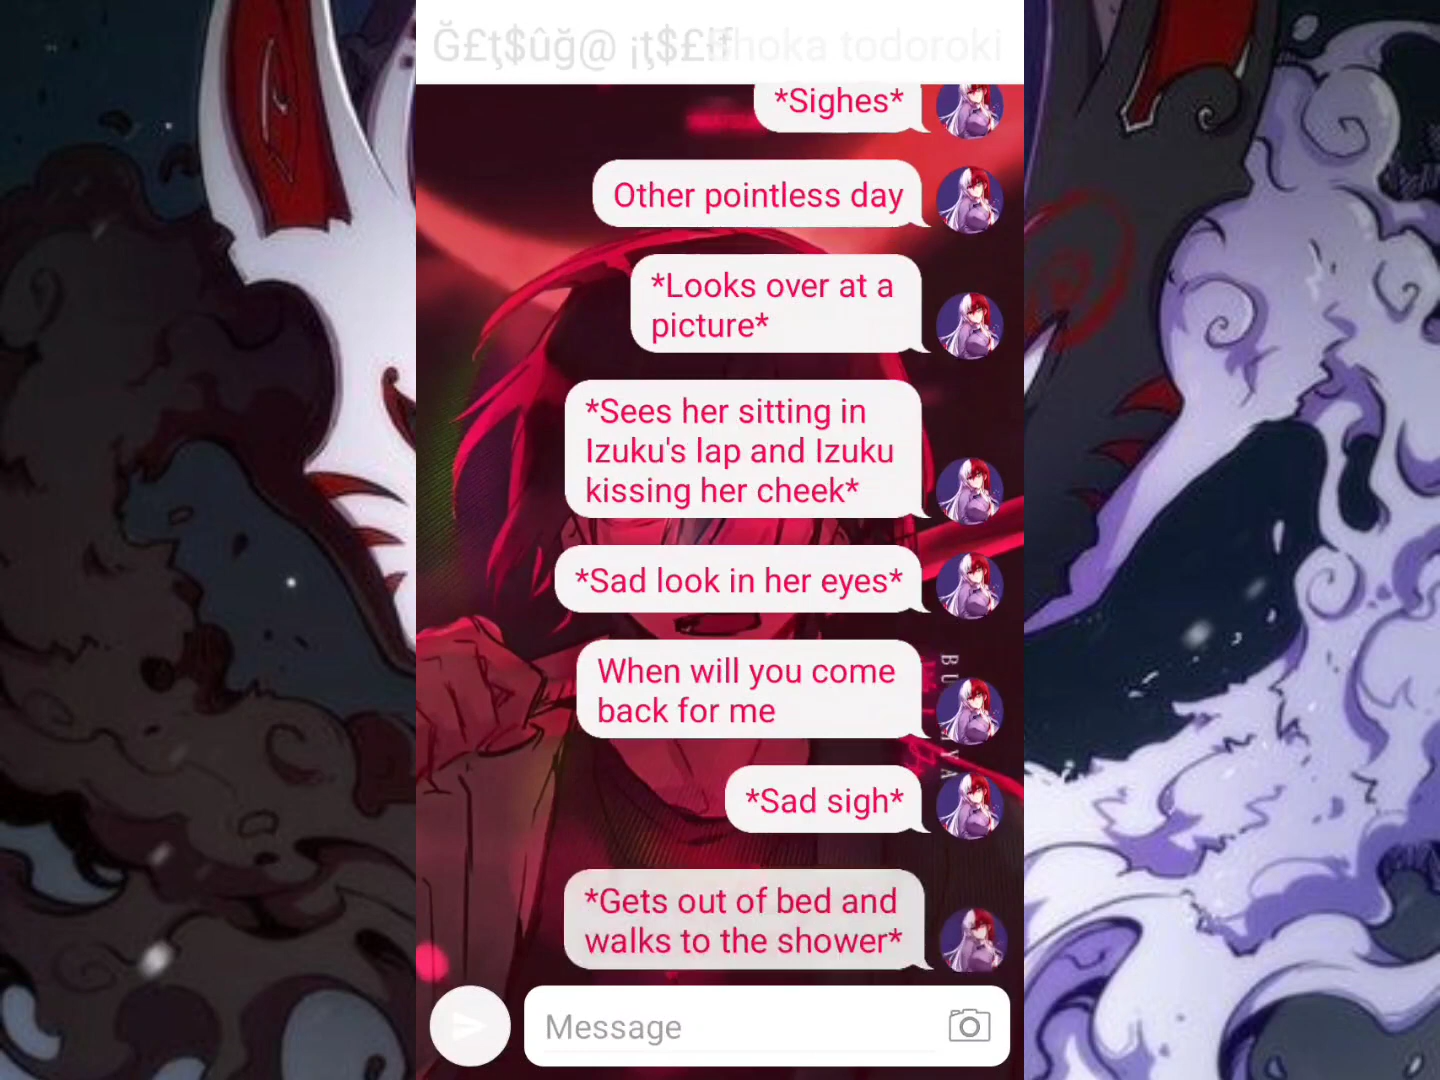 *Sighes*
Other pointless day
*Looks over at a
picture*
*Sees her sitting in
Izuku's lap and Izuku
kissing her cheek*
*Sad look in her eyes*
When will you come
back for me
*Sad sigh*
*Gets out of bed and
walks to the shower*
Message